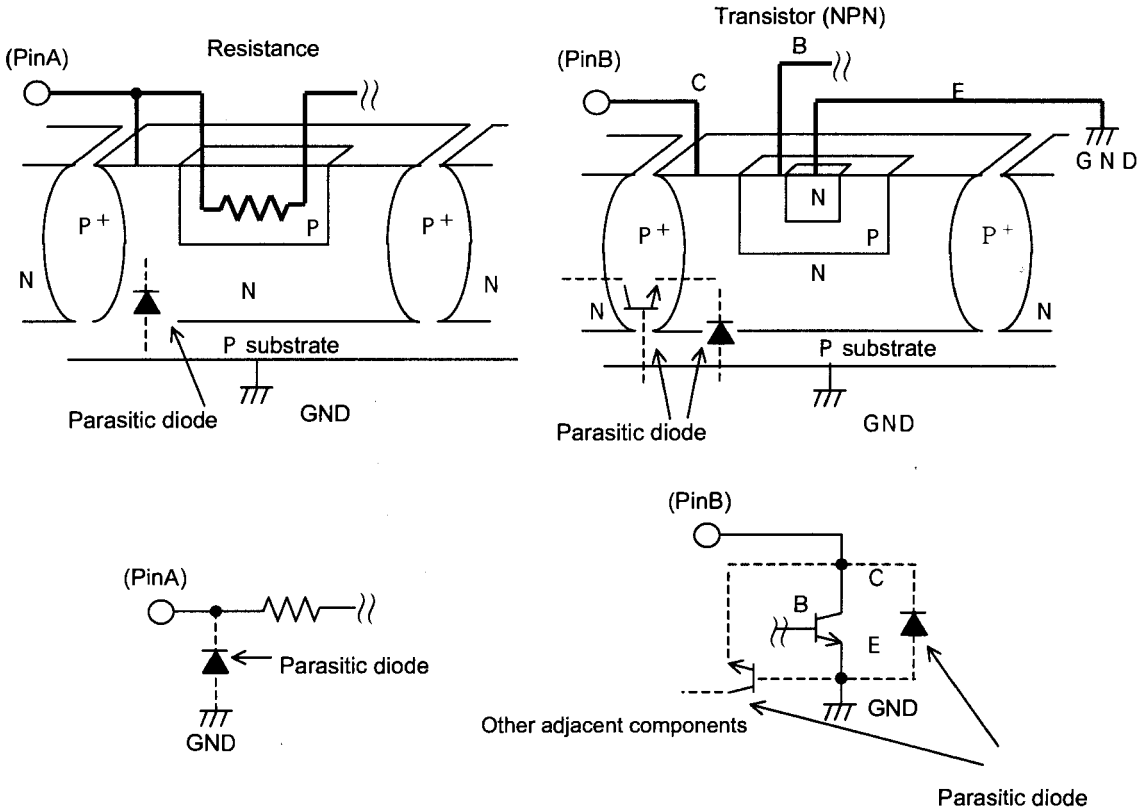 Resistance
(PinA)
P+
P+
P
N
N
N
P substrate
Parasitic diode
GND
Transistor (NPN)
(PinB)
B
C
E
GND
P+
P+
N
P
N
N
N
P substrate
Parasitic diode
GND
(PinA)
Parasitic diode
GND
(PinB)
C
B
E
GND
Other adjacent components
Parasitic diode